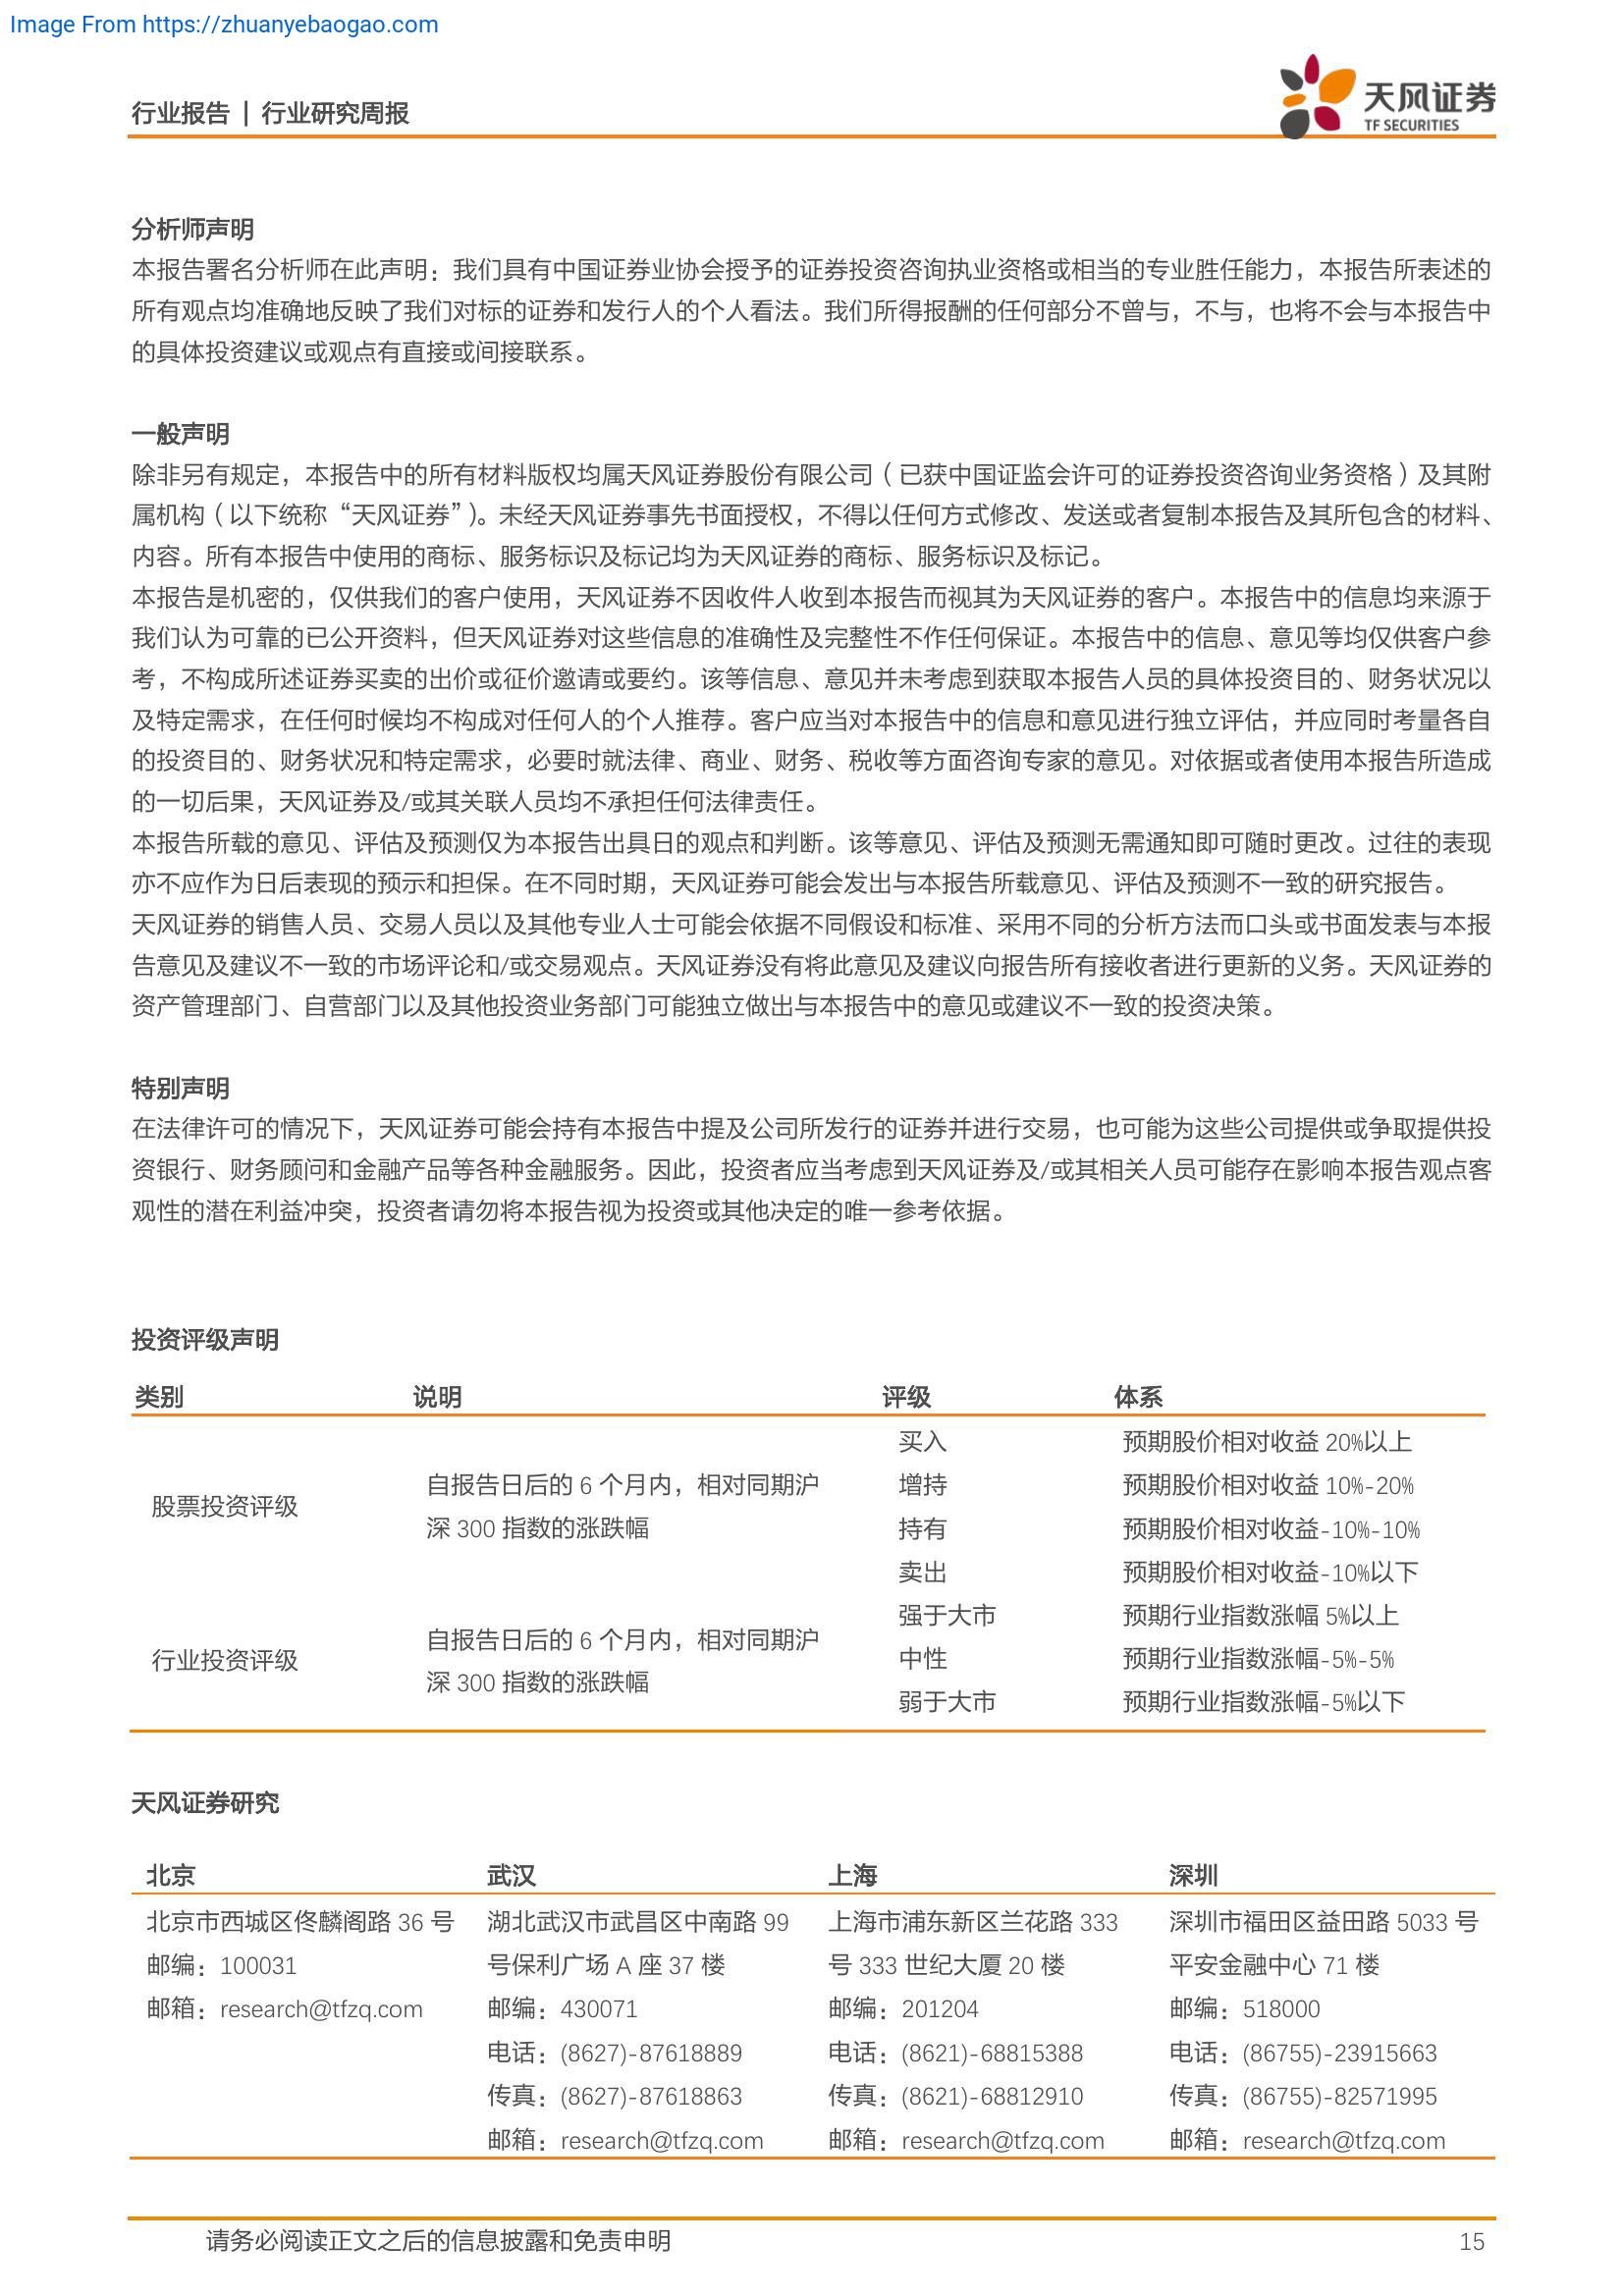 Image From https://zhuanyebaogao.com
行业报告 | 行业研究周报
天风证券
TF SECURITIES
分析师声明
本报告署名分析师在此声明：我们具有中国证券业协会授予的证券投资咨询执业资格或相当的专业胜任能力，本报告所表述的
所有观点均准确地反映了我们对标的证券和发行人的个人看法。我们所得报酬的任何部分不曾与，不与，也将不会与本报告中
的具体投资建议或观点有直接或间接联系。
一般声明
除非另有规定，本报告中的所有材料版权均属天风证券股份有限公司（已获中国证监会许可的证券投资咨询业务资格）及其附
属机构（以下统称“天风证券”）。未经天风证券事先书面授权，不得以任何方式修改、发送或者复制本报告及其所包含的材料、
内容。所有本报告中使用的商标、服务标识及标记均为天风证券的商标、服务标识及标记。
本报告是机密的，仅供我们的客户使用，天风证券不因收件人收到本报告而视其为天风证券的客户。本报告中的信息均来源于
我们认为可靠的已公开资料，但天风证券对这些信息的准确性及完整性不作任何保证。本报告中的信息、意见等均仅供客户参
考，不构成所述证券买卖的出价或征价邀请或要约。该等信息、意见并未考虑到获取本报告人员的具体投资目的、财务状况以
及特定需求，在任何时候均不构成对任何人的个人推荐。客户应当对本报告中的信息和意见进行独立评估，并应同时考量各自
的投资目的、财务状况和特定需求，必要时就法律、商业、财务、税收等方面咨询专家的意见。对依据或者使用本报告所造成
的一切后果，天风证券及/或其关联人员均不承担任何法律责任。
本报告所载的意见、评估及预测仅为本报告出具日的观点和判断。该等意见、评估及预测无需通知即可随时更改。过往的表现
亦不应作为日后表现的预示和担保。在不同时期，天风证券可能会发出与本报告所载意见、评估及预测不一致的研究报告。
天风证券的销售人员、交易人员以及其他专业人士可能会依据不同假设和标准、采用不同的分析方法而口头或书面发表与本报
告意见及建议不一致的市场评论和/或交易观点。天风证券没有将此意见及建议向报告所有接收者进行更新的义务。天风证券的
资产管理部门、自营部门以及其他投资业务部门可能独立做出与本报告中的意见或建议不一致的投资决策。
特别声明
在法律许可的情况下，天风证券可能会持有本报告中提及公司所发行的证券并进行交易，也可能为这些公司提供或争取提供投
资银行、财务顾问和金融产品等各种金融服务。因此，投资者应当考虑到天风证券及/或其相关人员可能存在影响本报告观点客
观性的潜在利益冲突，投资者请勿将本报告视为投资或其他决定的唯一参考依据。
投资评级声明
类别 说明 评级 体系
股票投资评级
自报告日后的 6 个月内，相对同期沪
深 300 指数的涨跌幅
买入 预期股价相对收益 20%以上
增持 预期股价相对收益 10%-20%
持有 预期股价相对收益-10%-10%
卖出 预期股价相对收益-10%以下
行业投资评级
自报告日后的 6 个月内，相对同期沪
深 300 指数的涨跌幅
强于大市 预期行业指数涨幅 5%以上
中性 预期行业指数涨幅-5%-5%
弱于大市 预期行业指数涨幅-5%以下
天风证券研究
北京
北京市西城区佟麟阁路 36 号
邮编：100031
邮箱：research@tfzq.com
武汉
湖北武汉市武昌区中南路 99
号保利广场 A 座 37 楼
邮编：430071
电话：(8627)-87618889
传真：(8627)-87618863
邮箱：research@tfzq.com
上海
上海市浦东新区兰花路 333
号 333 世纪大厦 20 楼
邮编：201204
电话：(8621)-68815388
传真：(8621)-68812910
邮箱：research@tfzq.com
深圳
深圳市福田区益田路 5033 号
平安金融中心 71 楼
邮编：518000
电话：(86755)-23915663
传真：(86755)-82571995
邮箱：research@tfzq.com
请务必阅读正文之后的信息披露和免责申明
15